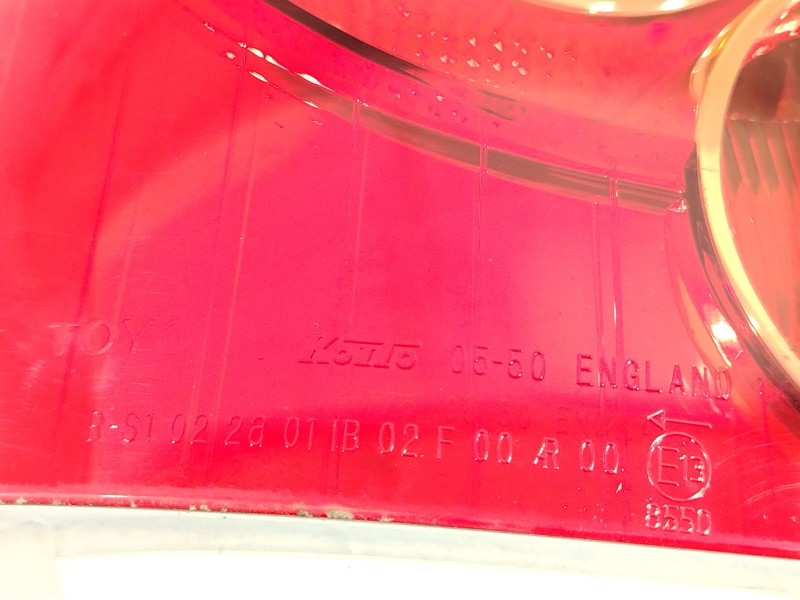 TOY
Koito 05-50 ENGLAND
R-S1 02 2a 01 IB 02 F 00 AR 00
E13
8550